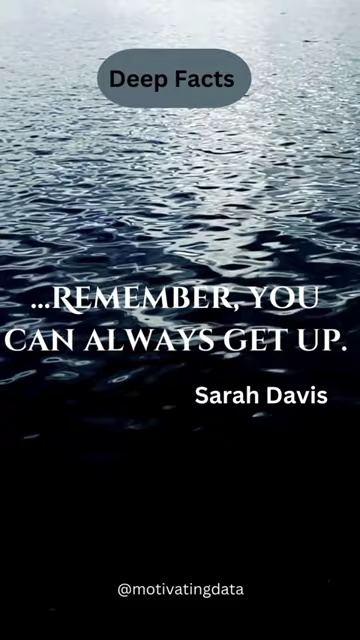 Deep Facts
...REMEMBER, YOU
CAN ALWAYS GET UP.
Sarah Davis
@motivatingdata